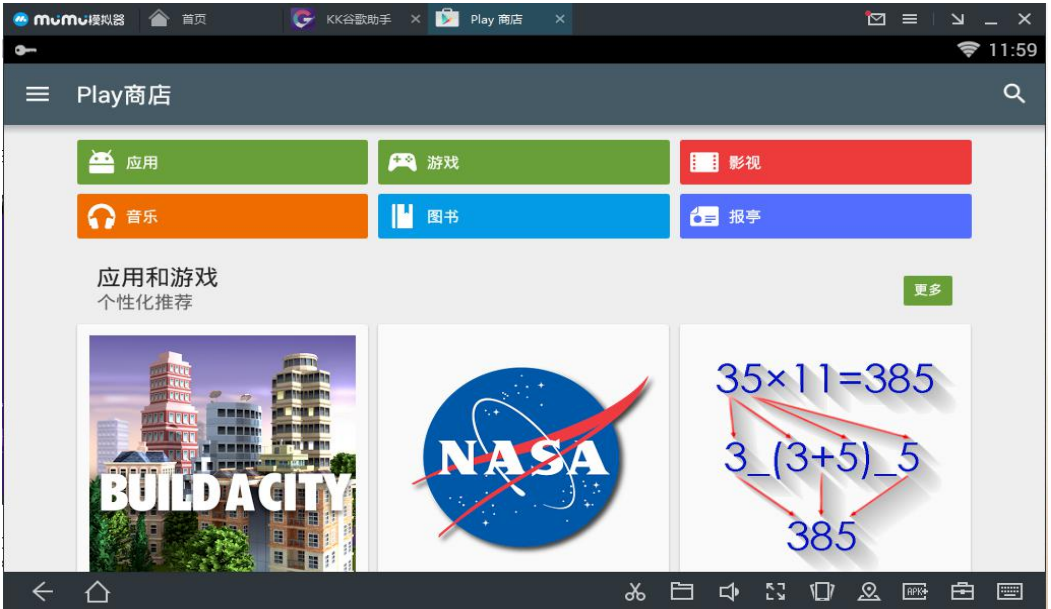 MuMu模拟器 首页 KK谷歌助手 Play 商店
11:59
Play商店
应用 游戏 影视
音乐 图书 报亭
应用和游戏
个性化推荐
更多
BUILD A CITY
NASA
35×11=385
3_(3+5)_5
385
APK+